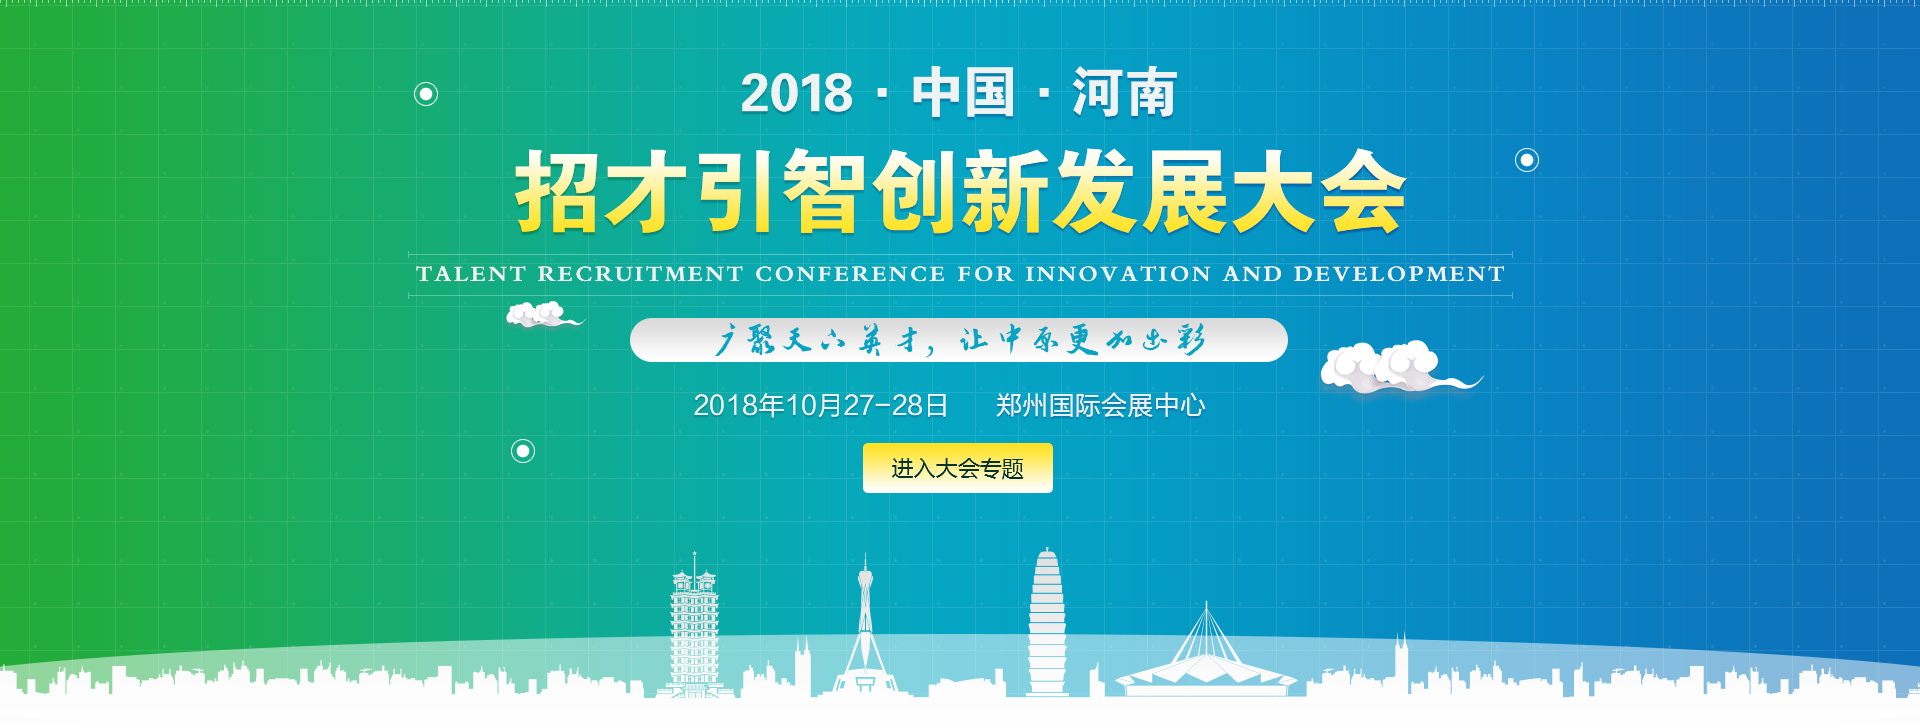 2018 · 中国 · 河南
招才引智创新发展大会
TALENT RECRUITMENT CONFERENCE FOR INNOVATION AND DEVELOPMENT
广聚天下英才，让中原更加出彩
2018年10月27-28日 郑州国际会展中心
进入大会专题